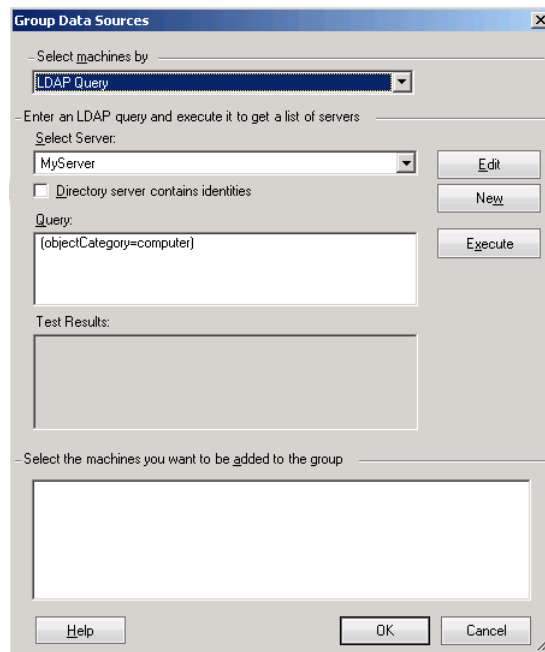 Group Data Sources
Select machines by
LDAP Query
Enter an LDAP query and execute it to get a list of servers
Select Server:
MyServer
Edit
Directory server contains identities
New
Query:
(objectCategory=computer)
Execute
Test Results:
Select the machines you want to be added to the group
Help
OK
Cancel